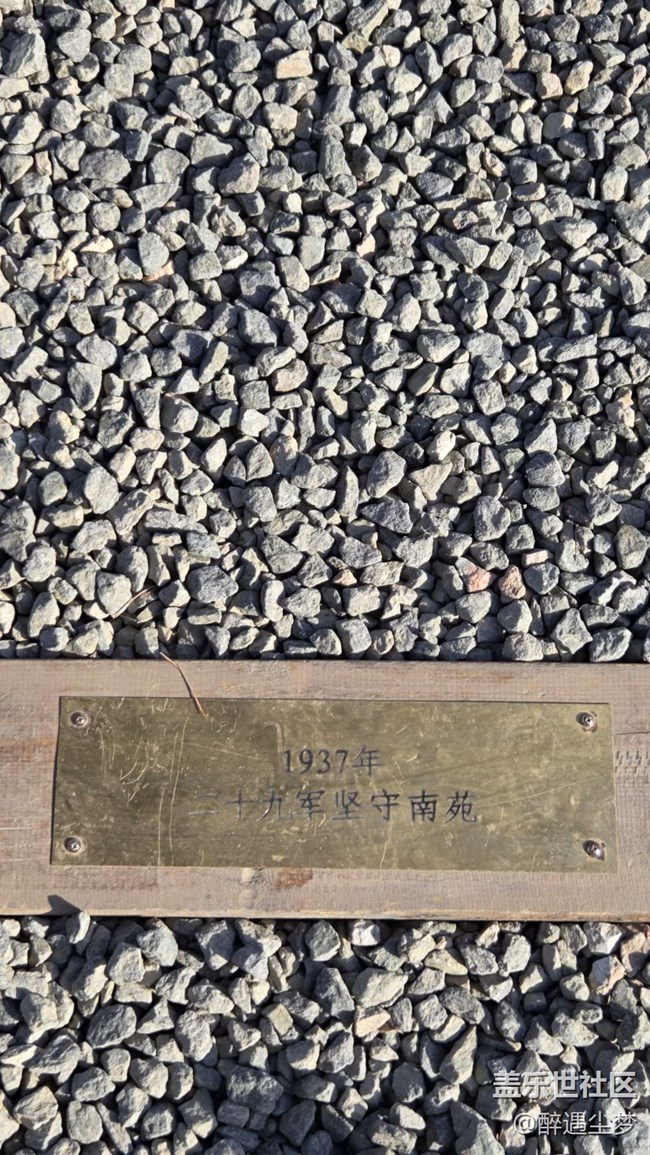 1937年
二十九军坚守南苑
盖乐世社区
@醉遇尘梦